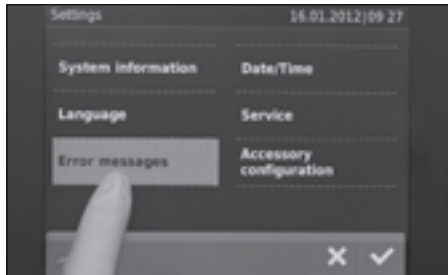 Settings 16.01.2012|09 27
System information Date/Time
Language Service
Error messages Accessory
configuration